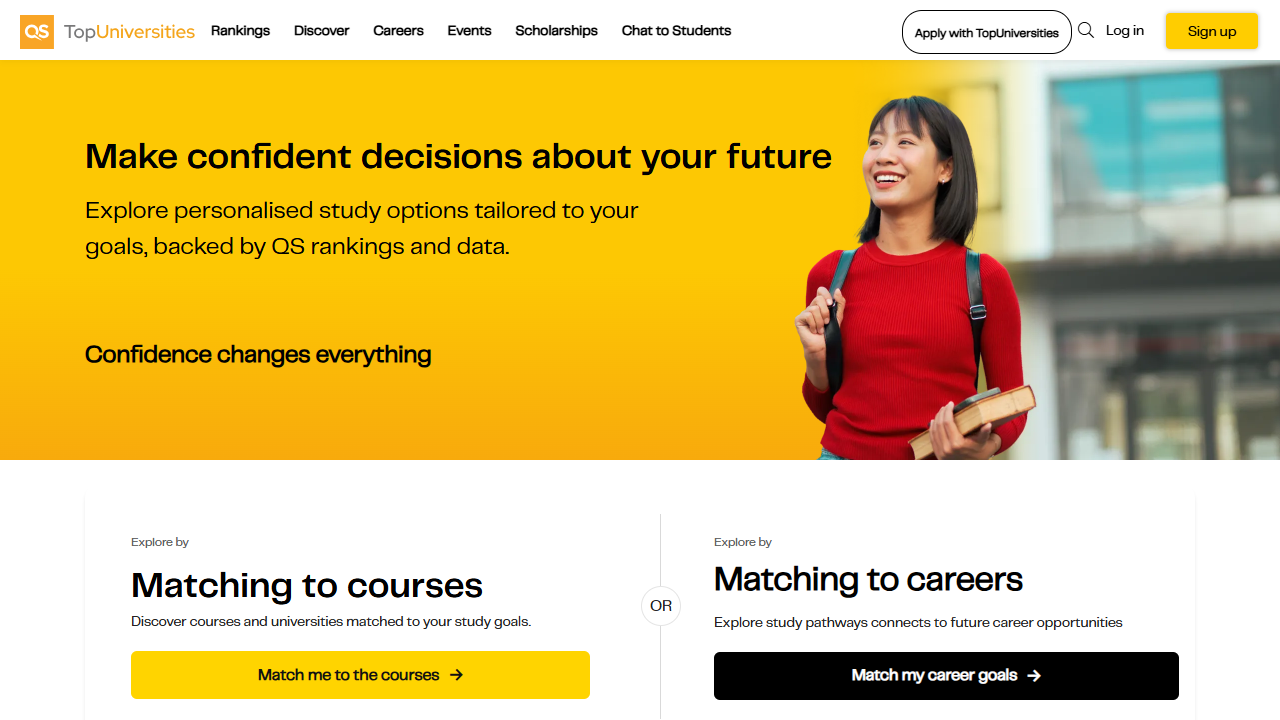 QS TopUniversities Rankings Discover Careers Events Scholarships Chat to Students Apply with TopUniversities Log in Sign up
Make confident decisions about your future
Explore personalised study options tailored to your
goals, backed by QS rankings and data.
Confidence changes everything
Explore by
Matching to courses
Discover courses and universities matched to your study goals.
Match me to the courses →
OR
Explore by
Matching to careers
Explore study pathways connects to future career opportunities
Match my career goals →